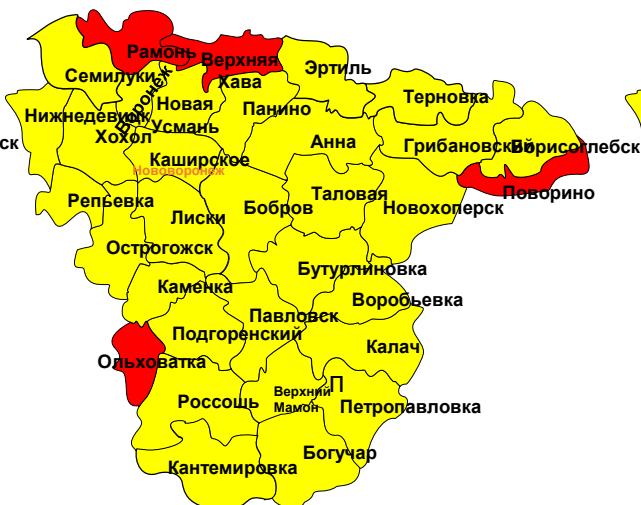 Рамонь
Верхняя
Хава
Эртиль
Семилуки
Воронеж
Новая
Усмань
Панино
Терновка
Нижнедевицк
Хохол
ск
Анна
Грибановский
Борисоглебск
Каширское
Нововоронеж
Поворино
Репьевка
Лиски
Бобров
Таловая
Новохоперск
Острогожск
Бутурлиновка
Каменка
Воробьевка
Павловск
Подгоренский
Калач
Ольховатка
Верхний
Мамон
П
Россошь
Петропавловка
Богучар
Кантемировка